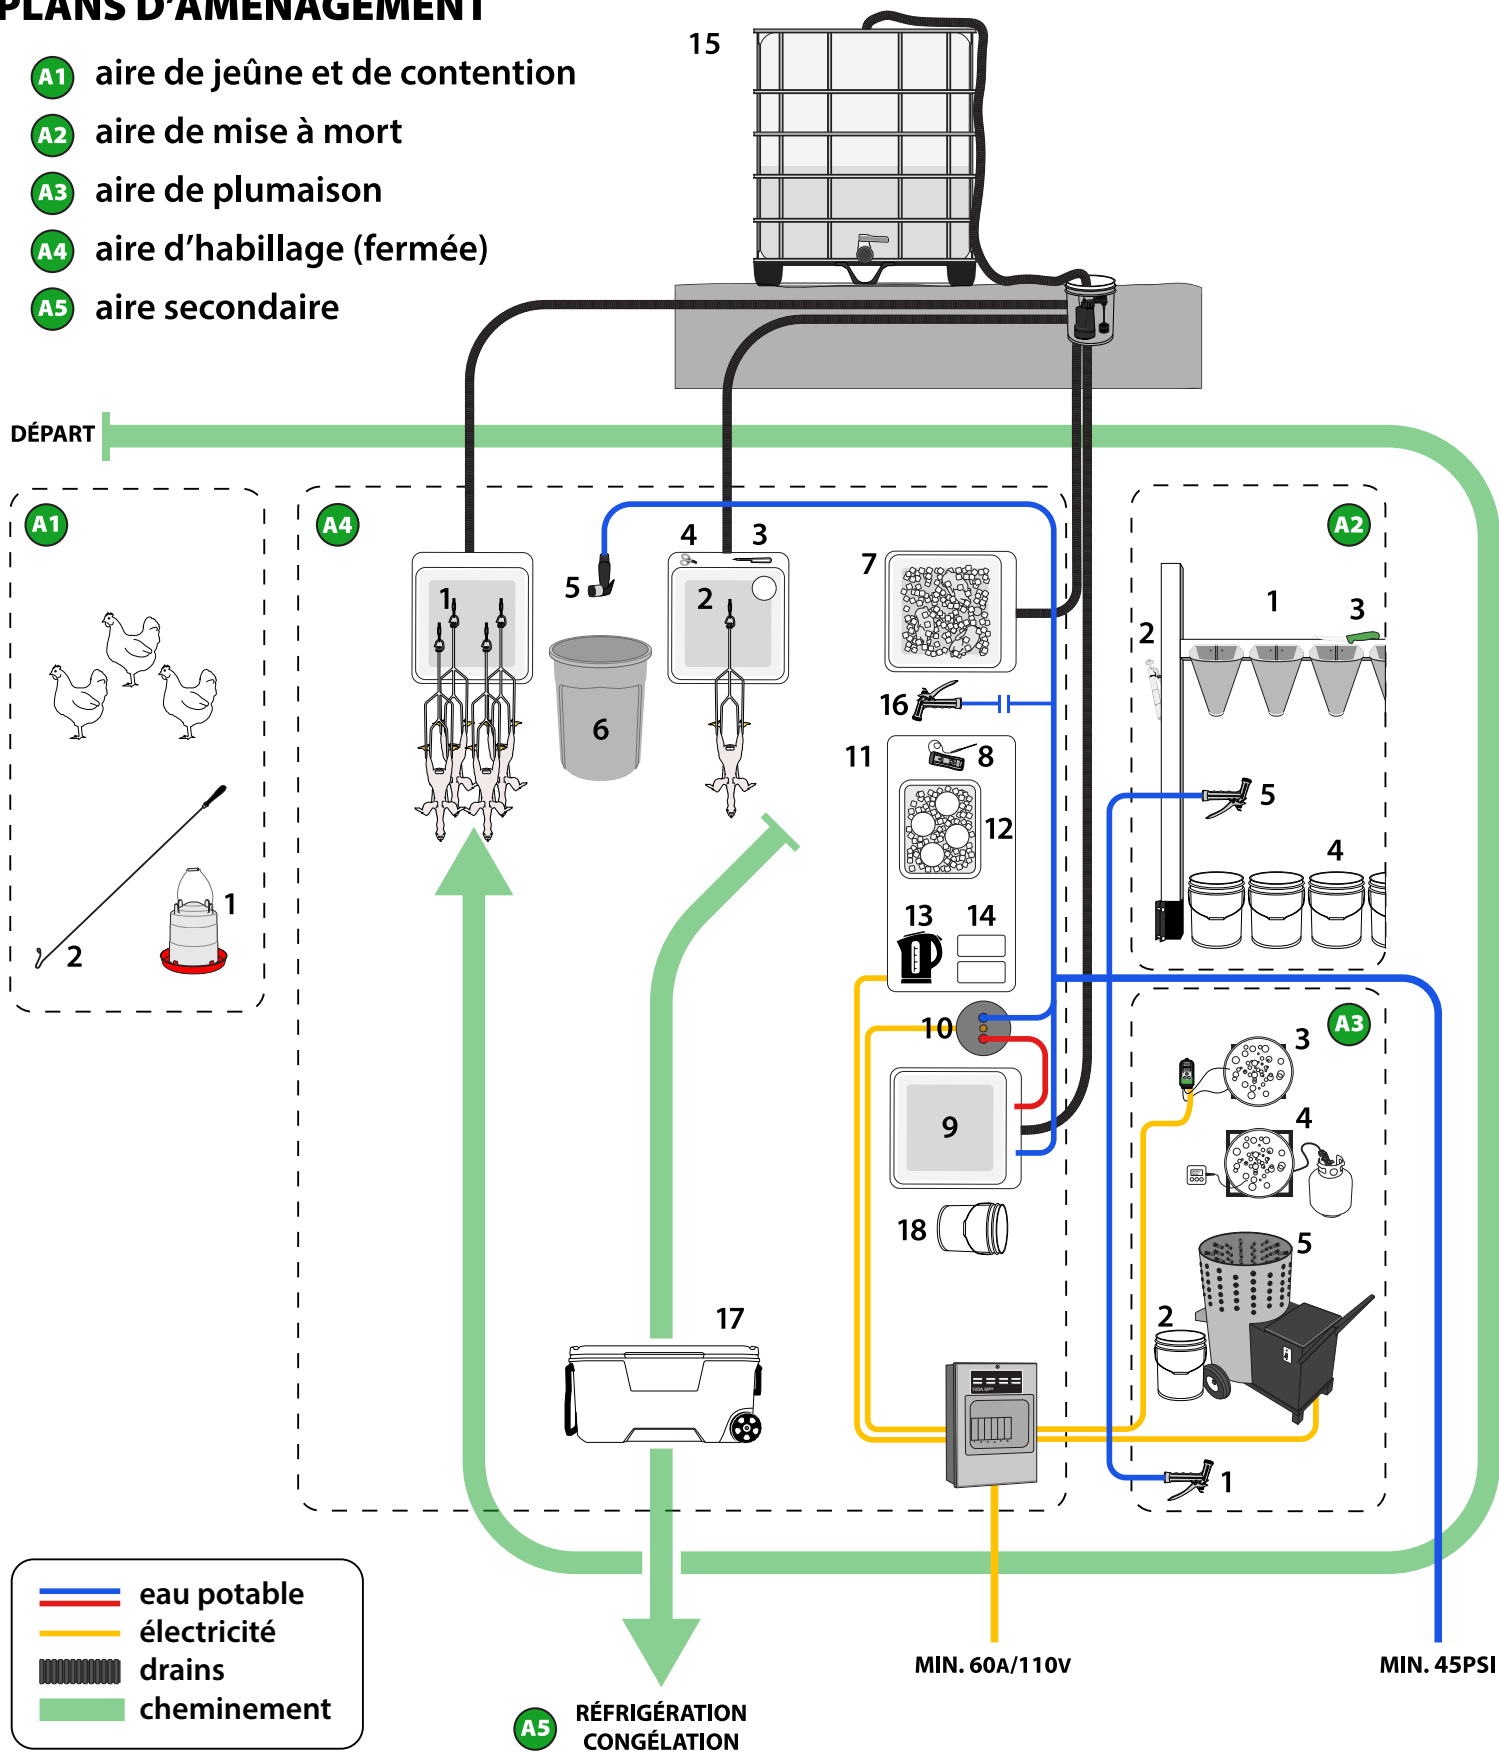 PLANS D'AMÉNAGEMENT
A1 aire de jeûne et de contention
A2 aire de mise à mort
A3 aire de plumaison
A4 aire d'habillage (fermée)
A5 aire secondaire
15
DÉPART
A1
1
2
A4
1
5
6
4
3
2
7
16
11
8
12
13
14
10
9
18
17
A2
1
2
3
5
4
A3
3
4
5
2
1
eau potable
électricité
drains
cheminement
MIN. 60A/110V
MIN. 45PSI
A5
RÉFRIGÉRATION
CONGÉLATION